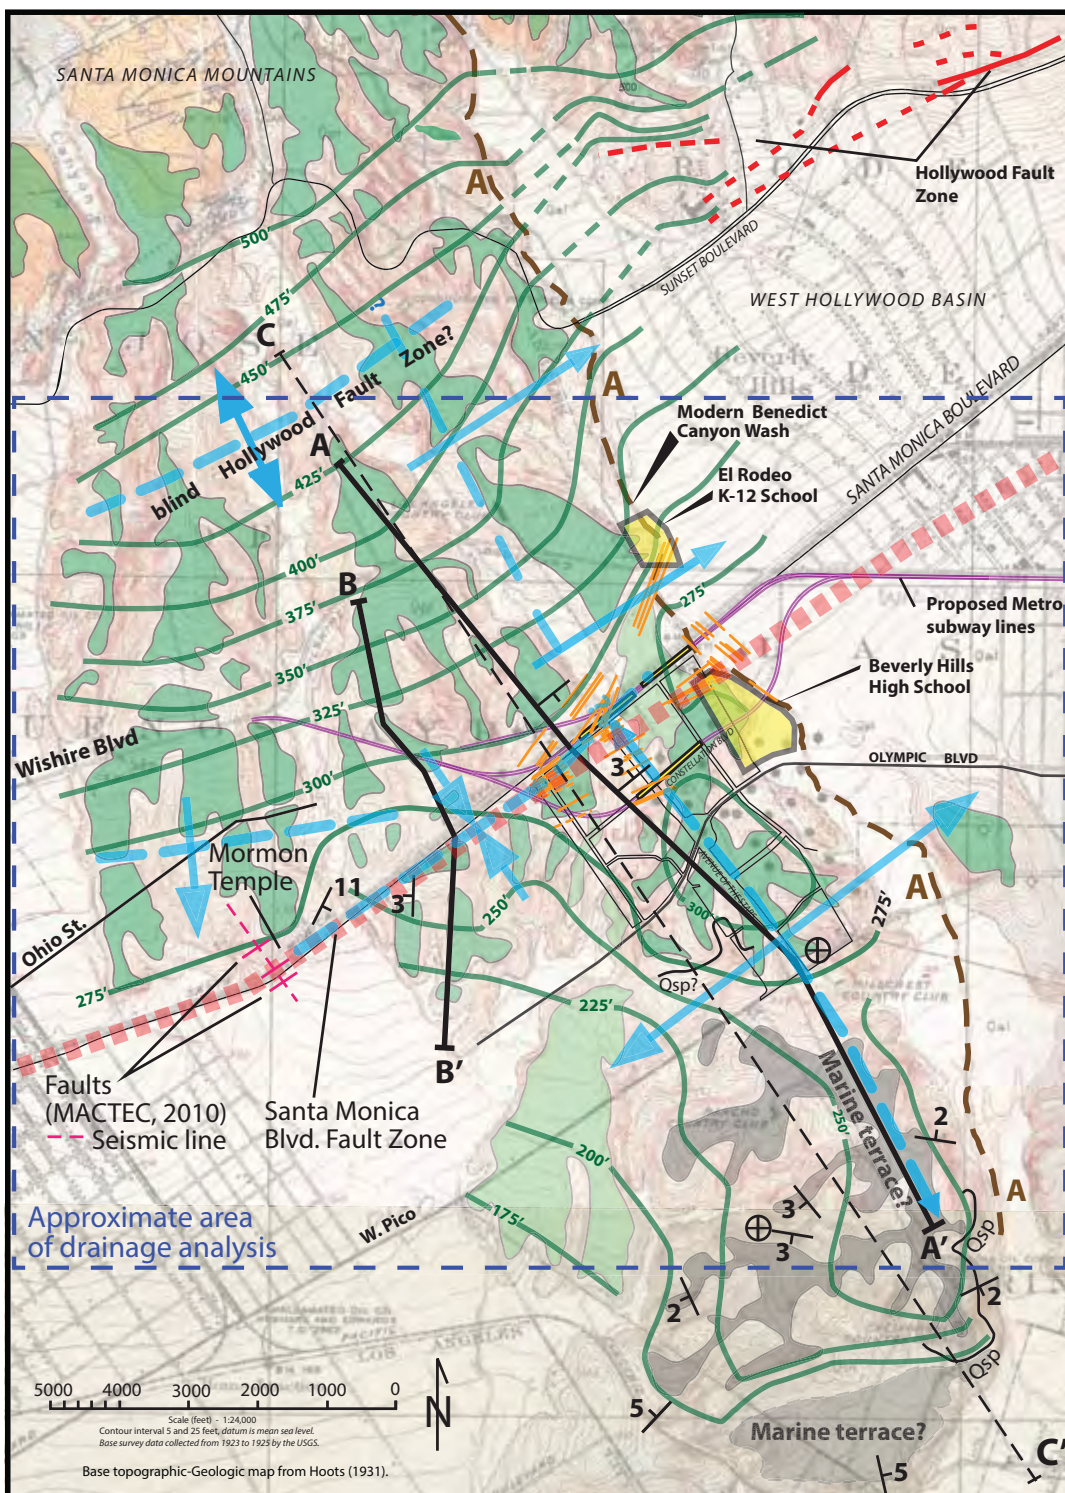 SANTA MONICA MOUNTAINS
500
A
Hollywood Fault
Zone
500'
SUNSET BOULEVARD
475'
WEST HOLLYWOOD BASIN
?
C
Zone?
450'
Fault
A
SANTA MONICA BOULEVARD
Modern Benedict
Canyon Wash
Hollywood
A
blind
425'
El Rodeo
K-12 School
400'
B
375'
275'
Proposed Metro
subway lines
350'
Beverly Hills
High School
325'
Wishire Blvd
300'
CONSTELLATION BLVD
OLYMPIC BLVD
3
Mormon
Temple
AVENUE OF THE STARS
11
3
250'
300'
275'
A
Ohio St.
275'
Qsp?
225'
B'
Faults
(MACTEC, 2010)
Seismic line
Santa Monica
Blvd. Fault Zone
Marine terrace?
250'
2
200'
175'
3
A
Approximate area
of drainage analysis
W. Pico
3
A'
Qsp
2
2
Qsp
5
Marine terrace?
5
C'
5000 4000 3000 2000 1000 0
N
Scale (feet) - 1:24,000
Contour interval 5 and 25 feet, datum is mean sea level.
Base survey data collected from 1923 to 1925 by the USGS.
Base topographic-Geologic map from Hoots (1931).